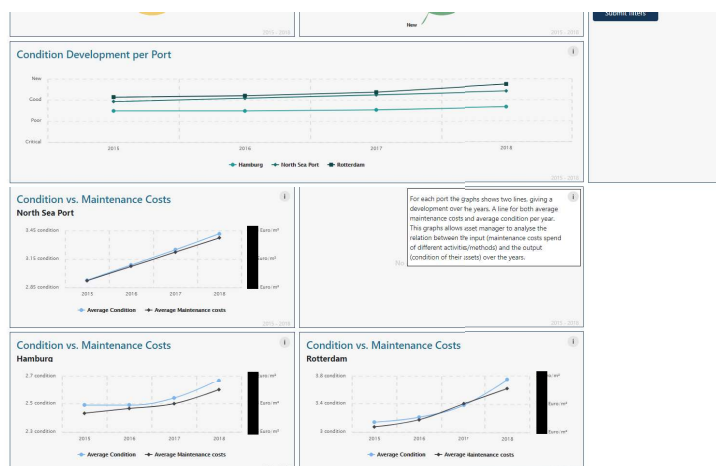 Submit filters
New
2015 - 2018
2015 - 2018
Condition Development per Port
i
New
Good
Poor
Critical
2015
2016
2017
2018
Hamburg
North Sea Port
Rotterdam
2015 - 2018
Condition vs. Maintenance Costs
i
North Sea Port
3.45 condition
Euro/m²
3.15 condition
2.85 condition
Euro/m²
2015
2016
2017
2018
Average Condition
Average Maintenance costs
2015 - 2018
i
For each port the graphs shows two lines, giving a
development over he years. A line for both average
maintenance costs and average condition per year.
This graphs allows asset manager to analyse the
relation between the input (maintenance costs spend
of different activities/methods) and the output
(condition of their assets) over the years.
No
2015 - 2018
Condition vs. Maintenance Costs
i
Hamburg
2.7 condition
Euro/m²
2.5 condition
Euro/m²
2.3 condition
Euro/m²
2015
2016
2017
2018
Average Condition
Average Maintenance costs
Condition vs. Maintenance Costs
i
Rotterdam
3.8 condition
3.4 condition
Euro/m²
3 condition
Euro/m²
2015
2016
2017
2018
Average Condition
Average Maintenance costs